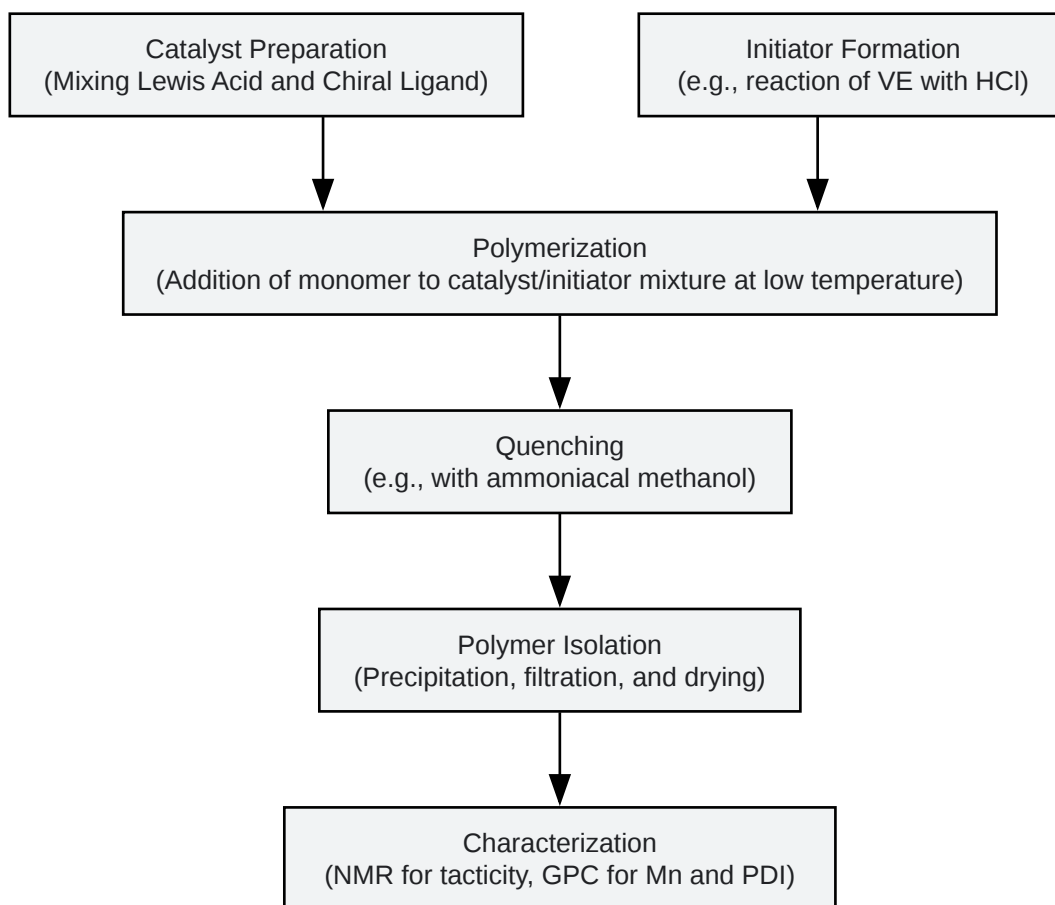 Catalyst Preparation
(Mixing Lewis Acid and Chiral Ligand)
Initiator Formation
(e.g., reaction of VE with HCl)
Polymerization
(Addition of monomer to catalyst/initiator mixture at low temperature)
Quenching
(e.g., with ammoniacal methanol)
Polymer Isolation
(Precipitation, filtration, and drying)
Characterization
(NMR for tacticity, GPC for Mn and PDI)